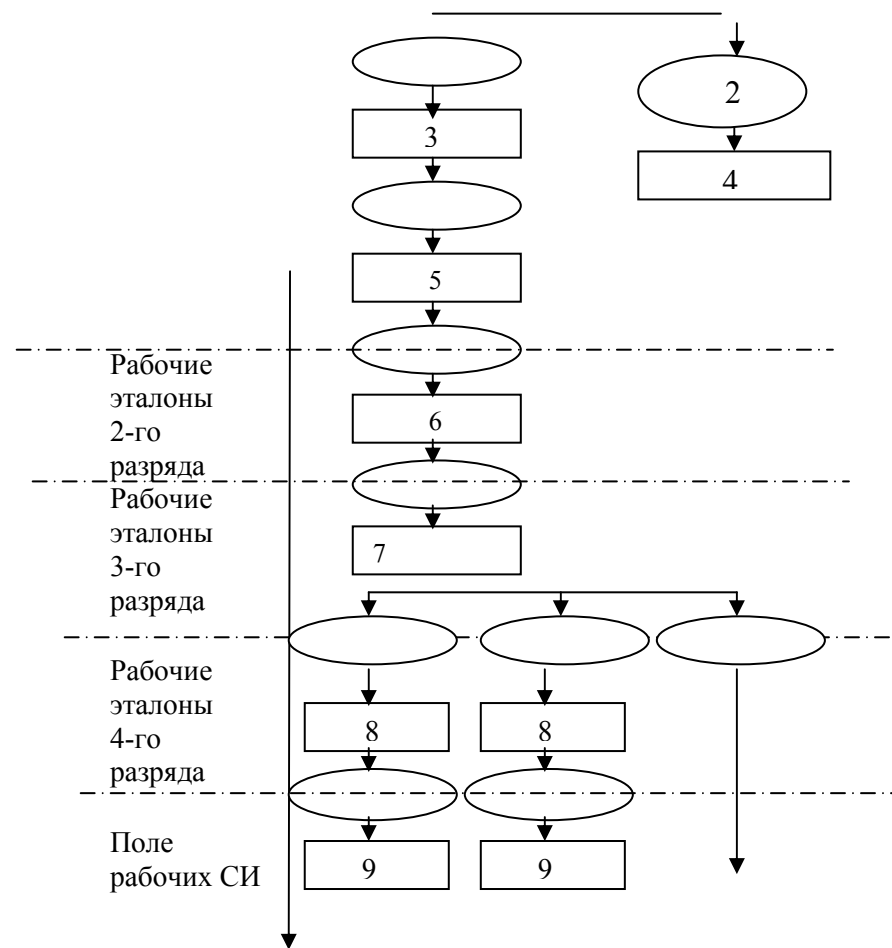 2
3
4
5
Рабочие
эталоны
2-го
разряда
6
Рабочие
эталоны
3-го
разряда
7
Рабочие
эталоны
4-го
разряда
8 8
Поле
рабочих СИ
9 9